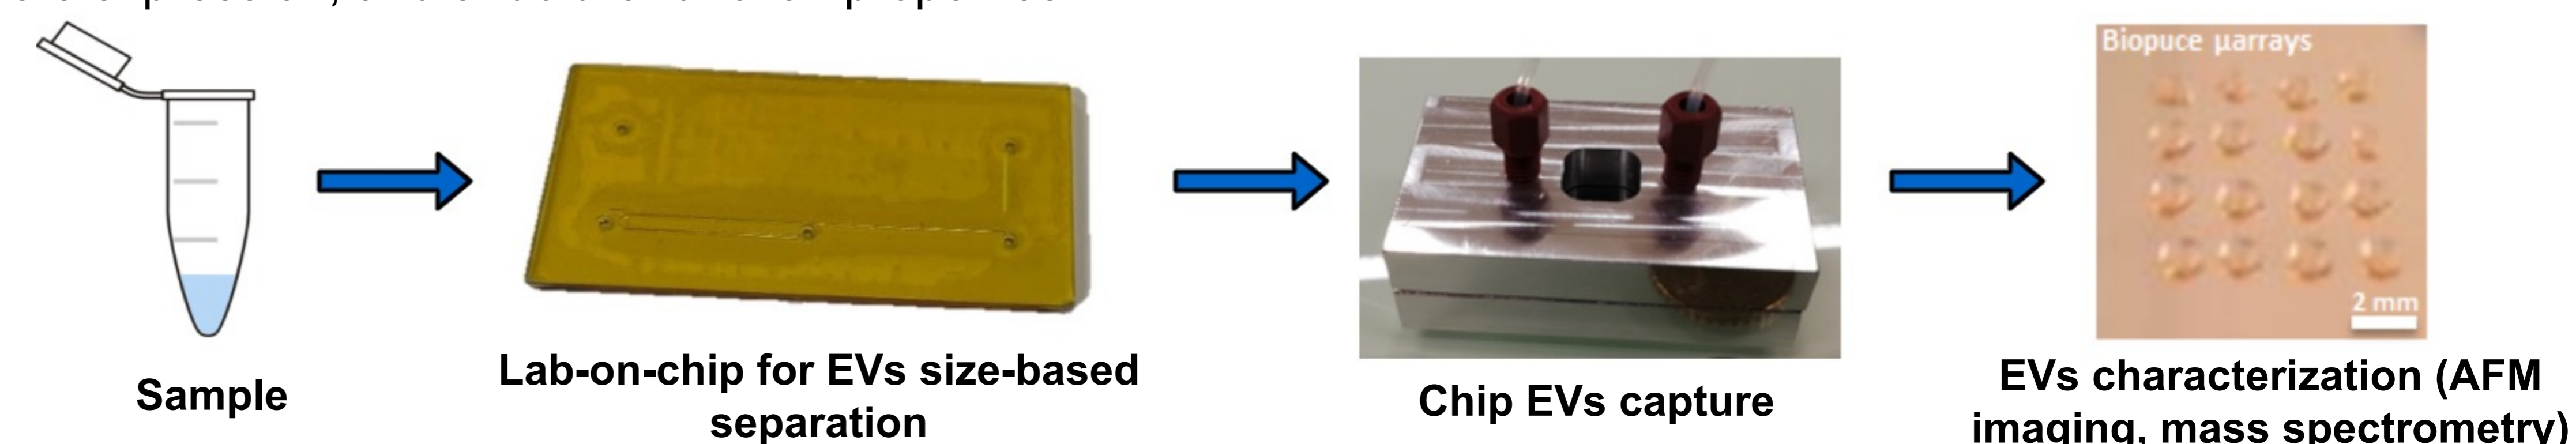 Biopuce µarrays
2 mm
Sample
Lab-on-chip for EVs size-based
separation
Chip EVs capture
EVs characterization (AFM
imaging, mass spectrometry)